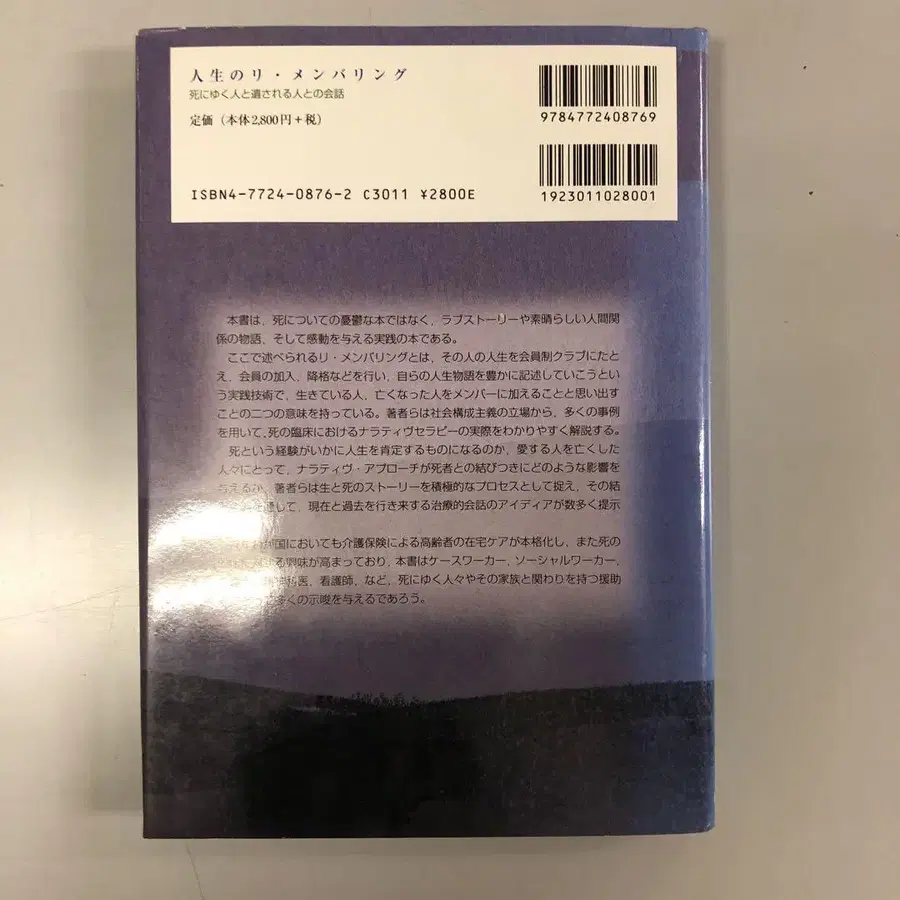 人生のリ・メンバリング
死にゆく人と遺される人との会話
定価（本体2,800円＋税）
ISBN4-7724-0876-2 C3011 ¥2800E
9784772408769
1923011028001
本書は、死についての憂鬱な本ではなく、ラブストーリーや素晴らしい人間関
係の物語、そして感動を与える実践の本である。
ここで述べられるリ・メンバリングとは、その人の人生を会員制クラブにたと
え、会員の加入、降格などを行い、自らの人生物語を豊かに記述していこうとい
う実践技術で、生きている人、亡くなった人をメンバーに加えることと思い出す
ことの二つの意味を持っている。著者らは社会構成主義の立場から、多くの事例
を用いて、死の臨床におけるナラティヴセラピーの実際をわかりやすく解説する。
死という経験がいかに人生を肯定するものになるのか、愛する人を亡くした
人々にとって、ナラティヴ・アプローチが死者との結びつきにどのような影響を
与えるか、著者らは生と死のストーリーを積極的なプロセスとして捉え、その結
して、現在と過去を行き来する治療的会話のアイディアが数多く提示
国においても介護保険による高齢者の在宅ケアが本格化し、また死の
る興味が高まっており、本書はケースワーカー、ソーシャルワーカー、
科医、看護師、など、死にゆく人々やその家族と関わりを持つ援助
くの示唆を与えるであろう。